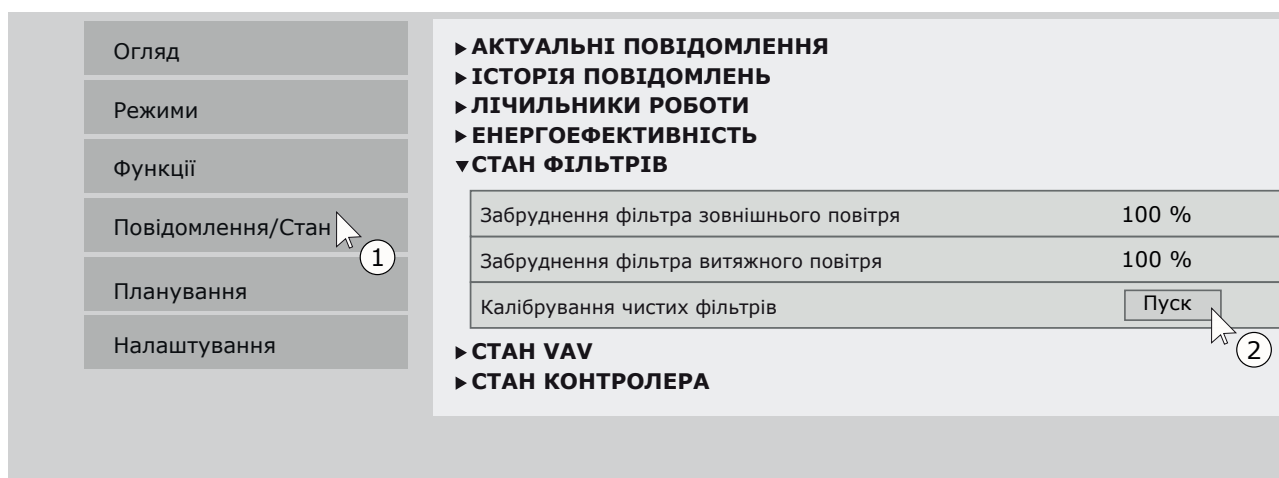 Огляд
Режими
Функції
Повідомлення/Стан
1
Планування
Налаштування
АКТУАЛЬНІ ПОВІДОМЛЕННЯ
ІСТОРІЯ ПОВІДОМЛЕНЬ
ЛІЧИЛЬНИКИ РОБОТИ
ЕНЕРГОЕФЕКТИВНІСТЬ
СТАН ФІЛЬТРІВ
Забруднення фільтра зовнішнього повітря 100 %
Забруднення фільтра витяжного повітря 100 %
Калібрування чистих фільтрів Пуск
2
СТАН VAV
СТАН КОНТРОЛЕРА